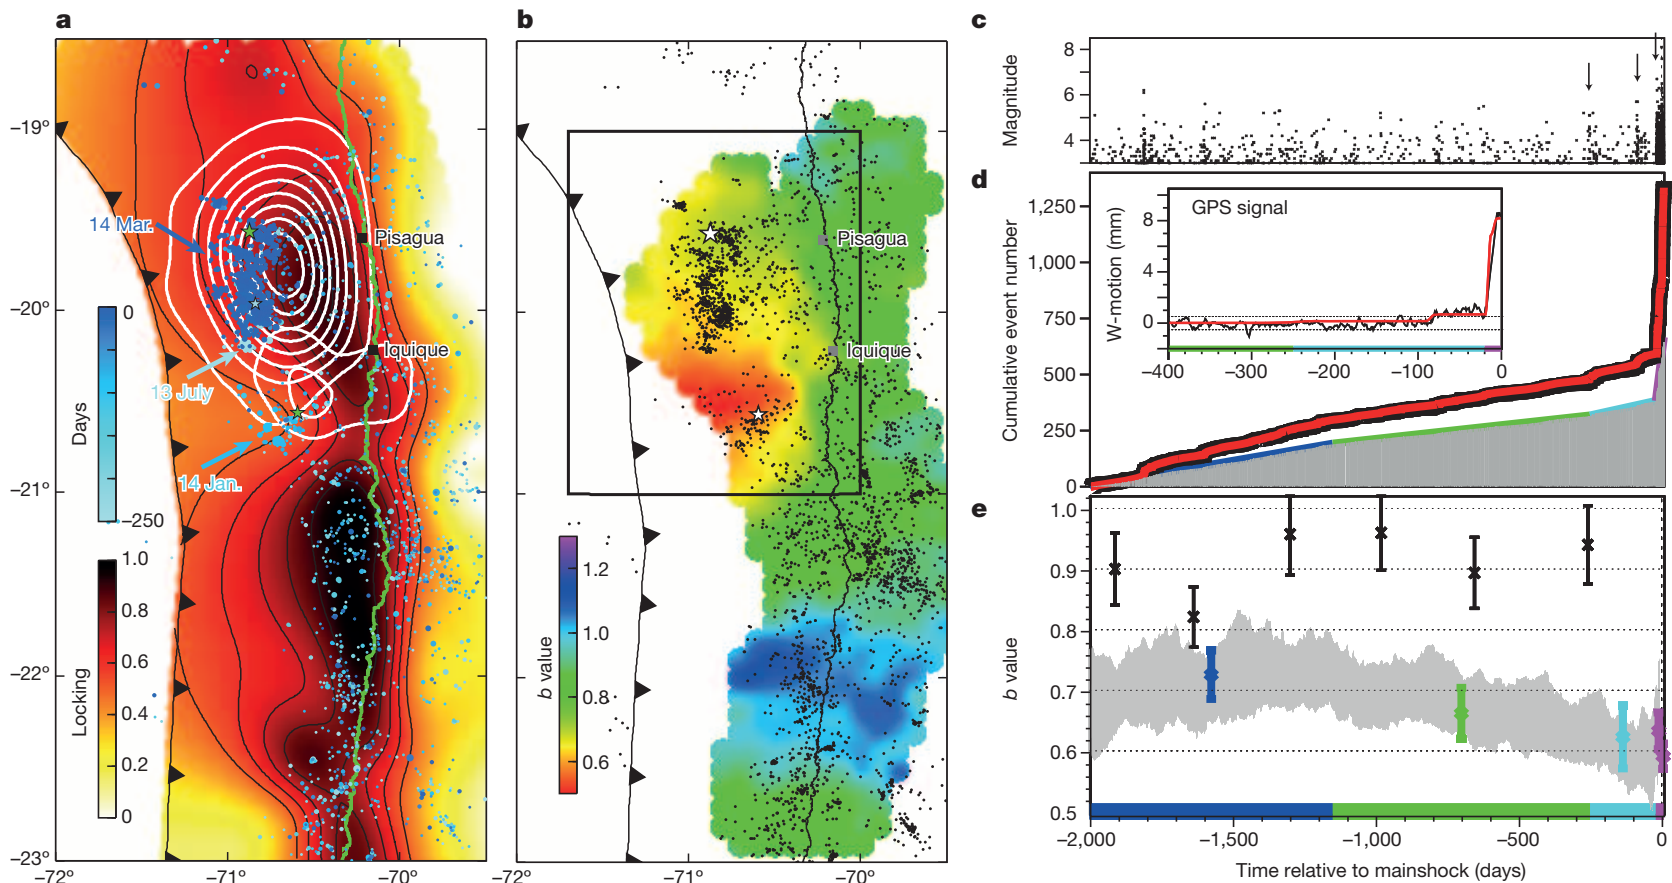 a
−19°
−20°
−21°
−22°
−23°
−72°
−71°
−70°
14 Mar.
Pisagua
Iquique
13 July
14 Jan.
Days
0
−250
Locking
1.0
0.8
0.6
0.4
0.2
0
b
Pisagua
Iquique
b value
1.2
1.0
0.8
0.6
−72°
−71°
−70°
c
Magnitude
8
6
4
d
Cumulative event number
1,250
1,000
750
500
250
0
GPS signal
W-motion (mm)
8
4
0
−400
−300
−200
−100
0
e
b value
1.0
0.9
0.8
0.7
0.6
0.5
−2,000
−1,500
−1,000
−500
0
Time relative to mainshock (days)